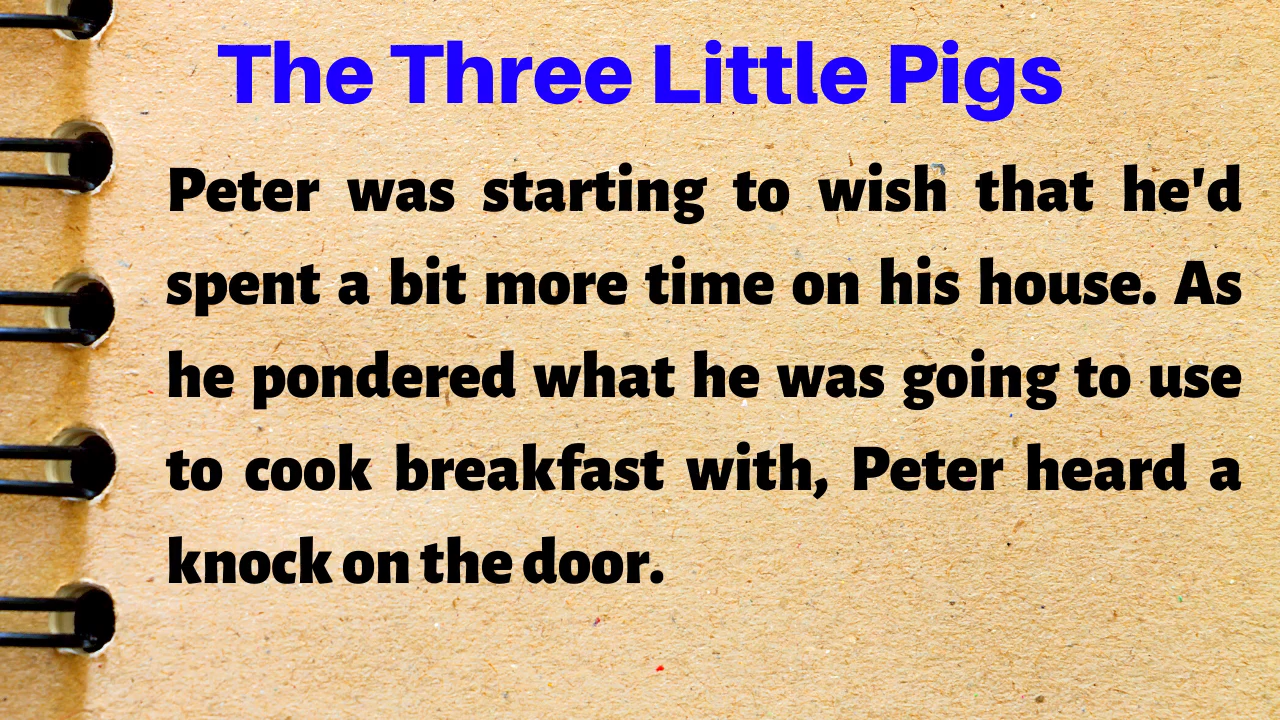 The Three Little Pigs
Peter was starting to wish that he'd
spent a bit more time on his house. As
he pondered what he was going to use
to cook breakfast with, Peter heard a
knock on the door.